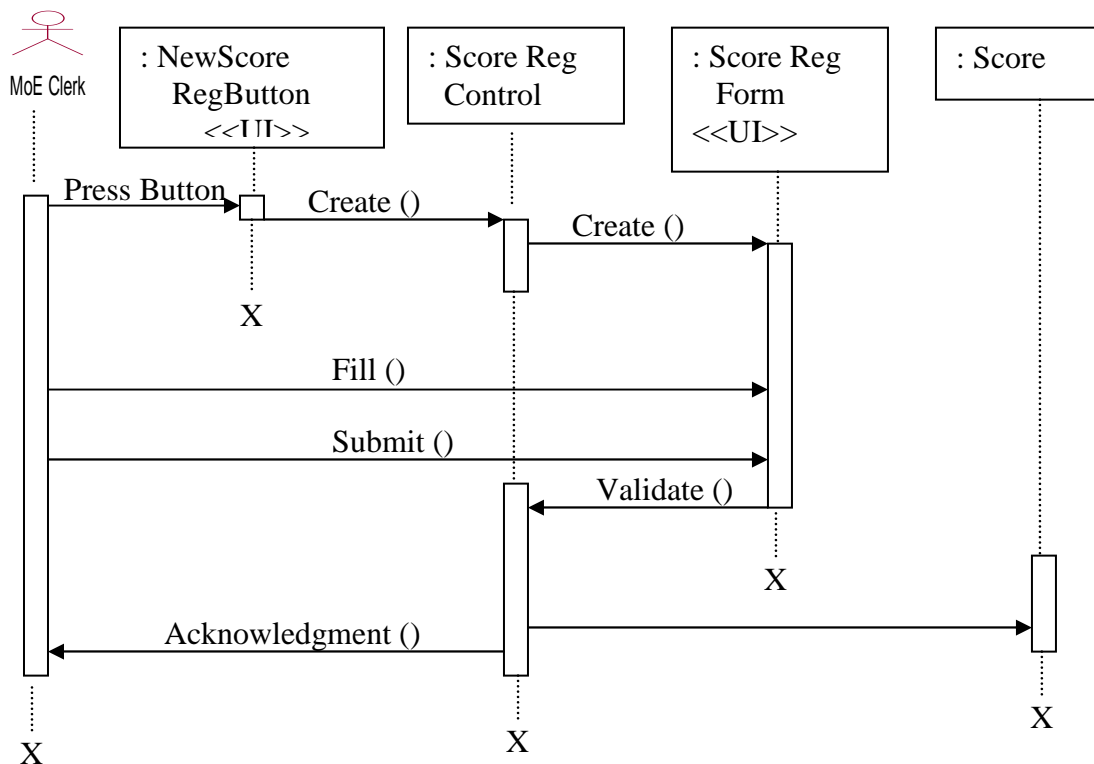 MoE Clerk
: NewScore
RegButton
<<UI>>
: Score Reg
Control
: Score Reg
Form
<<UI>>
: Score
Press Button
Create ()
Create ()
X
Fill ()
Submit ()
Validate ()
X
Acknowledgment ()
X
X
X